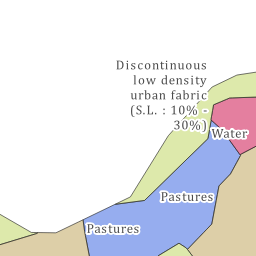 Discontinuous
low density
urban fabric
(S.L. : 10% -
30%)
Water
Pastures
Pastures